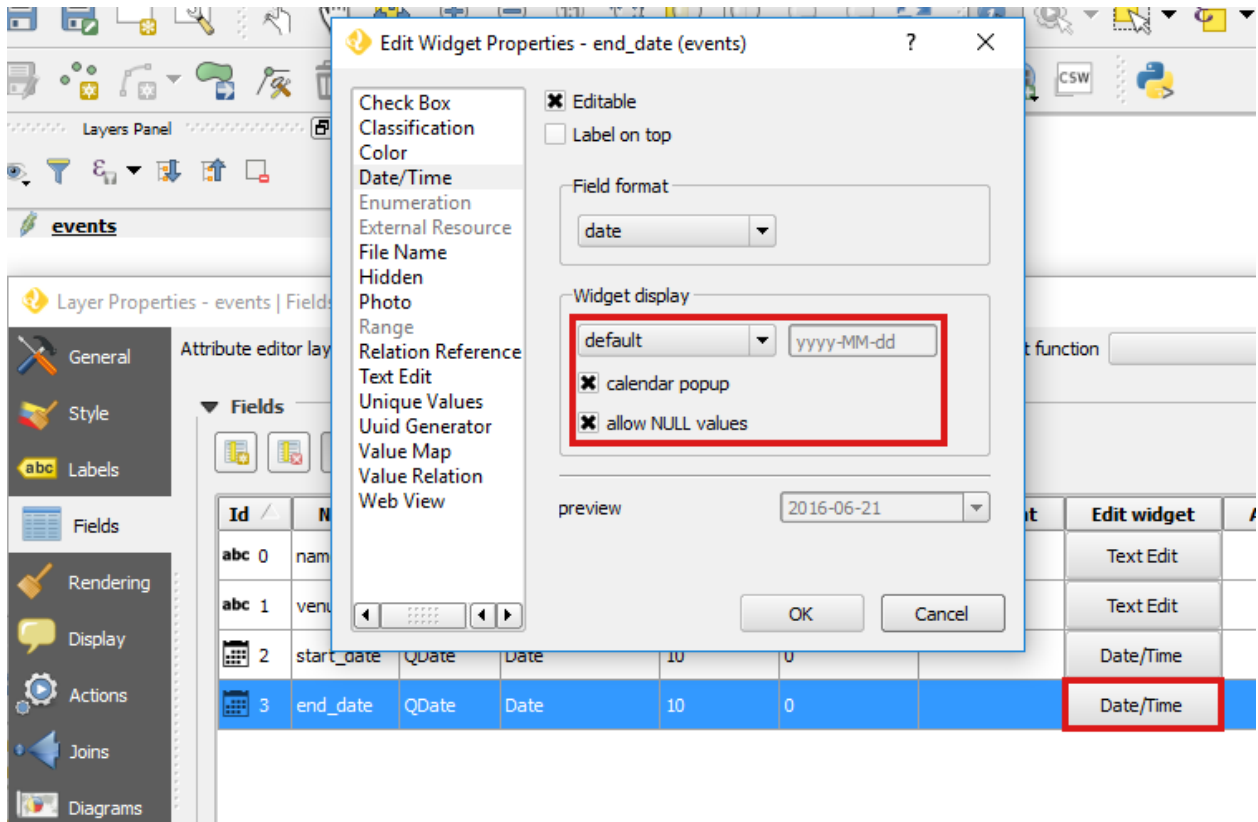 Edit Widget Properties - end_date (events)
?
CSW
Layers Panel
events
Check Box
Classification
Color
Date/Time
Enumeration
External Resource
File Name
Hidden
Photo
Range
Relation Reference
Text Edit
Unique Values
Uuid Generator
Value Map
Value Relation
Web View
Editable
Label on top
Field format
date
Widget display
default
yyyy-MM-dd
calendar popup
allow NULL values
preview
2016-06-21
OK
Cancel
Layer Properties - events | Fields
General
Style
abc Labels
Fields
Rendering
Display
Actions
Joins
Diagrams
Attribute editor lay
t function
Fields
Id N t Edit widget A
abc 0 nam Text Edit
abc 1 venu Text Edit
2 start_date QDate Date 10 0 Date/Time
3 end_date QDate Date 10 0 Date/Time